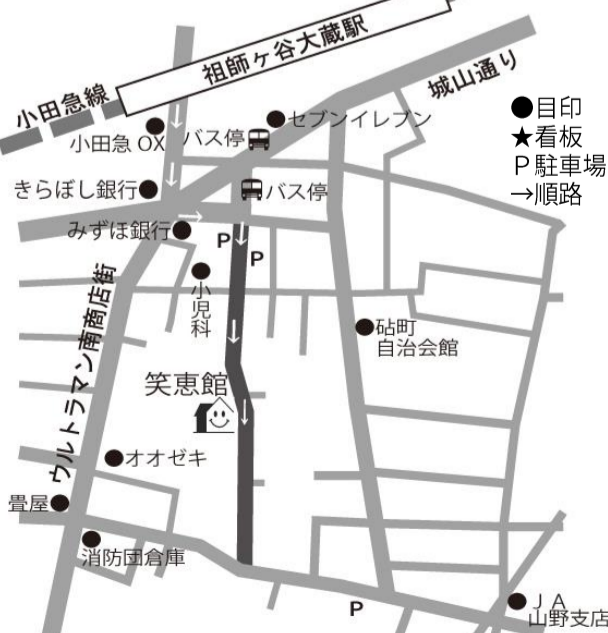 祖師ヶ谷大蔵駅
小田急線
城山通り
●目印
★看板
P駐車場
→順路
セブンイレブン
小田急OX
バス停
きらぼし銀行
バス停
みずほ銀行
P
P
小児科
ウルトラマン南商店街
砧町
自治会館
笑恵館
オオゼキ
畳屋
消防団倉庫
P
JA
山野支店